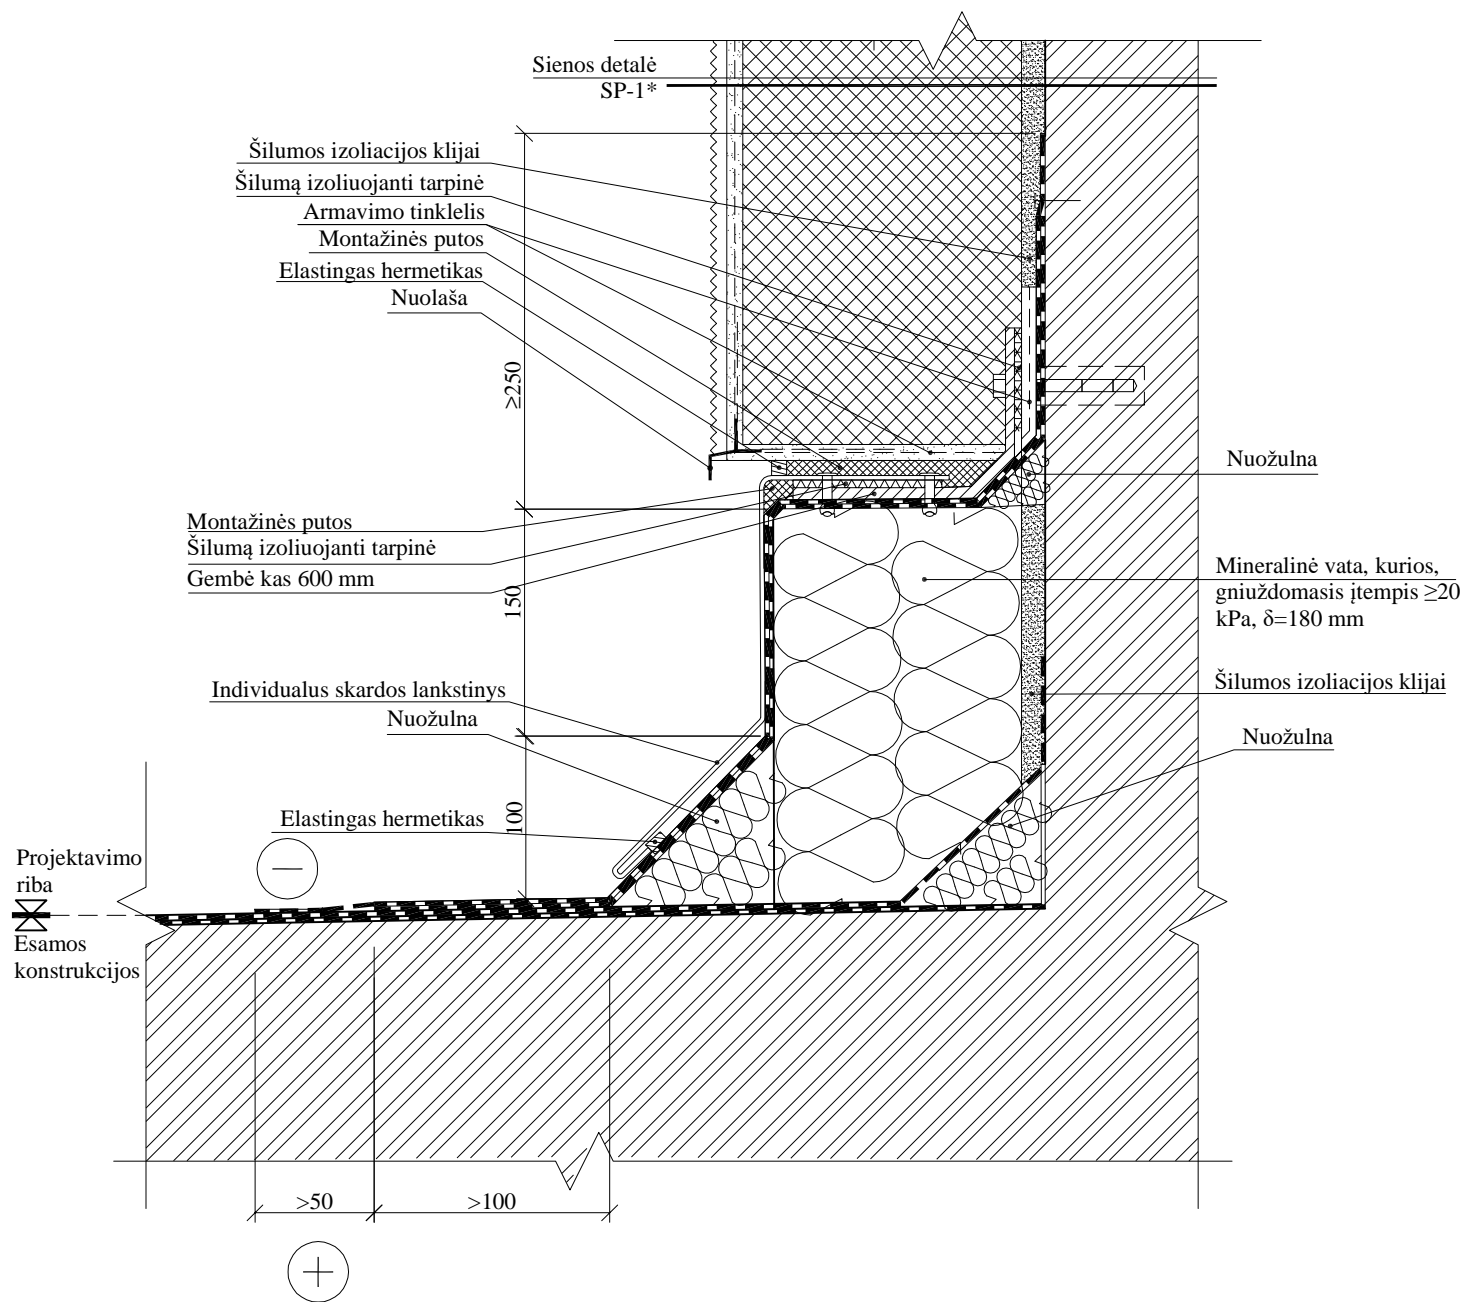 Sienos detalė
SP-1*
Šilumos izoliacijos klijai
Šilumą izoliuojanti tarpinė
Armavimo tinklelis
Montažinės putos
Elastingas hermetikas
Nuolaša
≥250
Nuožulna
Montažinės putos
Šilumą izoliuojanti tarpinė
Gembė kas 600 mm
150
Mineralinė vata, kurios,
gniuždomasis įtempis ≥20
kPa, δ=180 mm
Individualus skardos lankstinys
Nuožulna
Šilumos izoliacijos klijai
Nuožulna
100
Elastingas hermetikas
Projektavimo
riba
Esamos
konstrukcijos
>50
>100